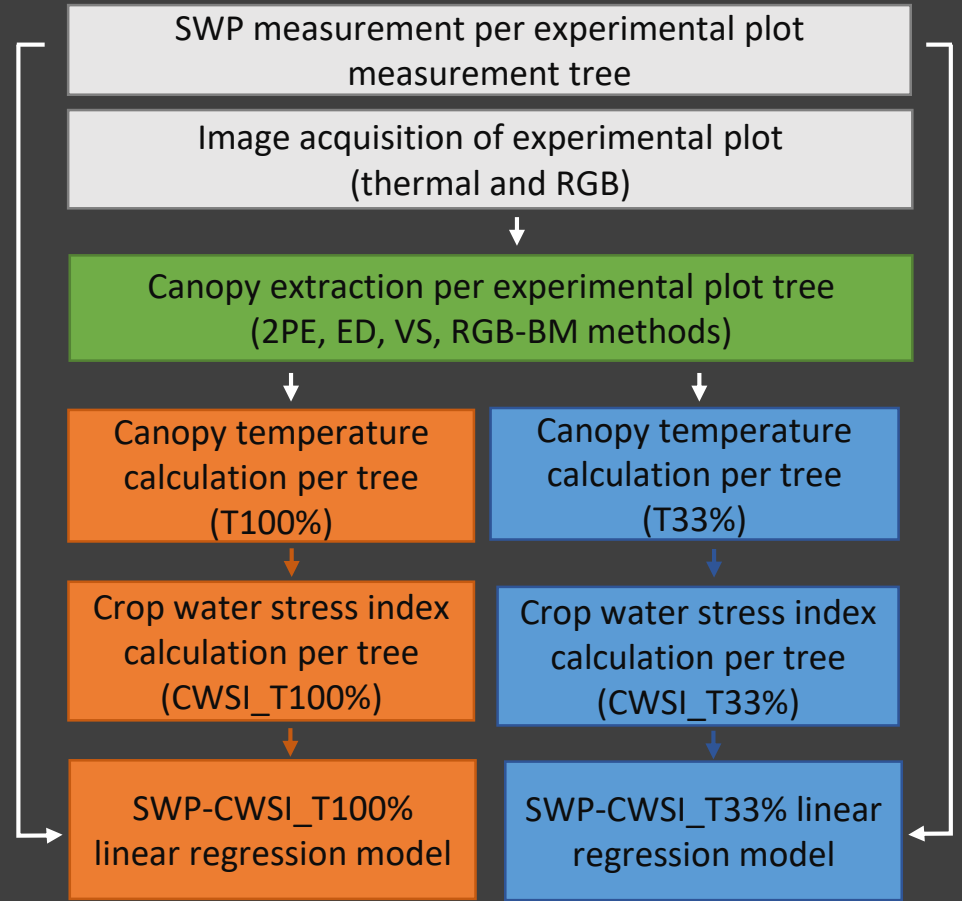 SWP measurement per experimental plot
measurement tree
Image acquisition of experimental plot
(thermal and RGB)
Canopy extraction per experimental plot tree
(2PE, ED, VS, RGB-BM methods)
Canopy temperature
calculation per tree
(T100%)
Canopy temperature
calculation per tree
(T33%)
Crop water stress index
calculation per tree
(CWSI_T100%)
Crop water stress index
calculation per tree
(CWSI_T33%)
SWP-CWSI_T100%
linear regression model
SWP-CWSI_T33% linear
regression model